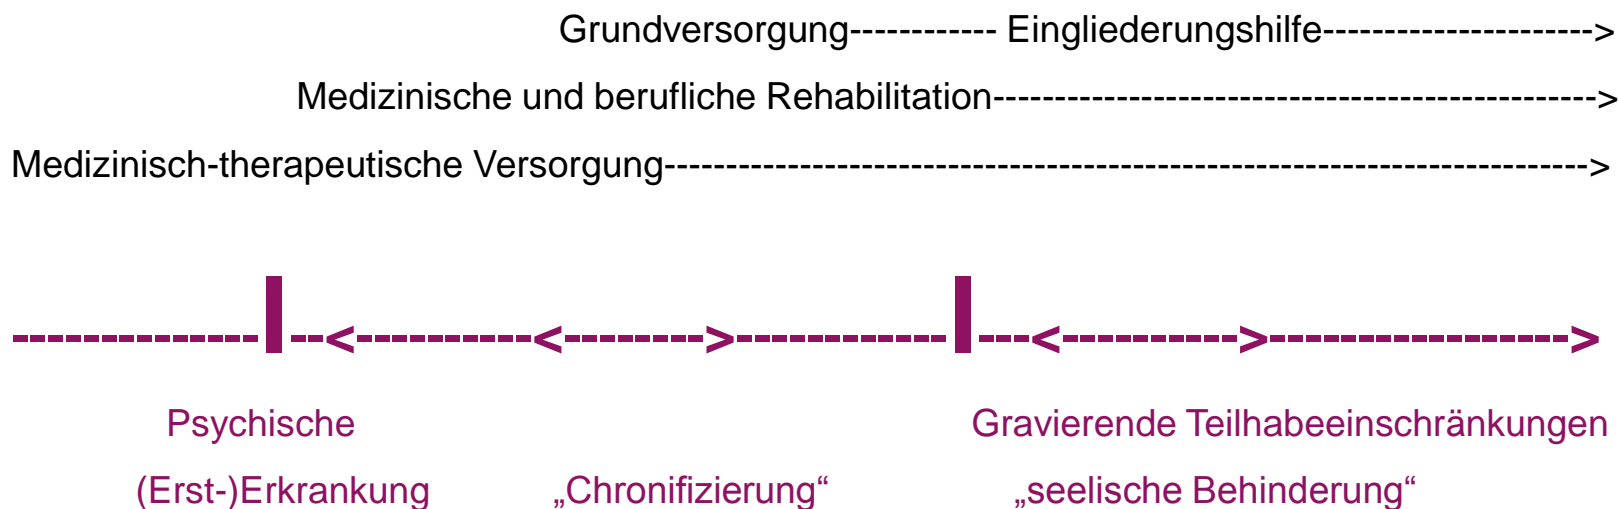 Grundversorgung------------ Eingliederungshilfe---------------------->
Medizinische und berufliche Rehabilitation------------------------------------------------->
Medizinisch-therapeutische Versorgung--------------------------------------------------------------------------->
Psychische
Gravierende Teilhabeeinschränkungen
(Erst-)Erkrankung „Chronifizierung“ „seelische Behinderung“